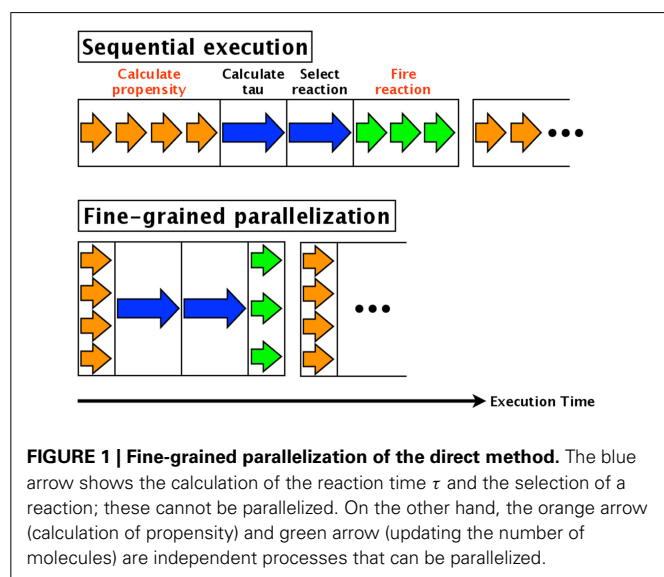 Sequential execution
Calculate propensity
Calculate tau
Select reaction
Fire reaction
Fine-grained parallelization
Execution Time
FIGURE 1 | Fine-grained parallelization of the direct method. The blue
arrow shows the calculation of the reaction time τ and the selection of a
reaction; these cannot be parallelized. On the other hand, the orange arrow
(calculation of propensity) and green arrow (updating the number of
molecules) are independent processes that can be parallelized.